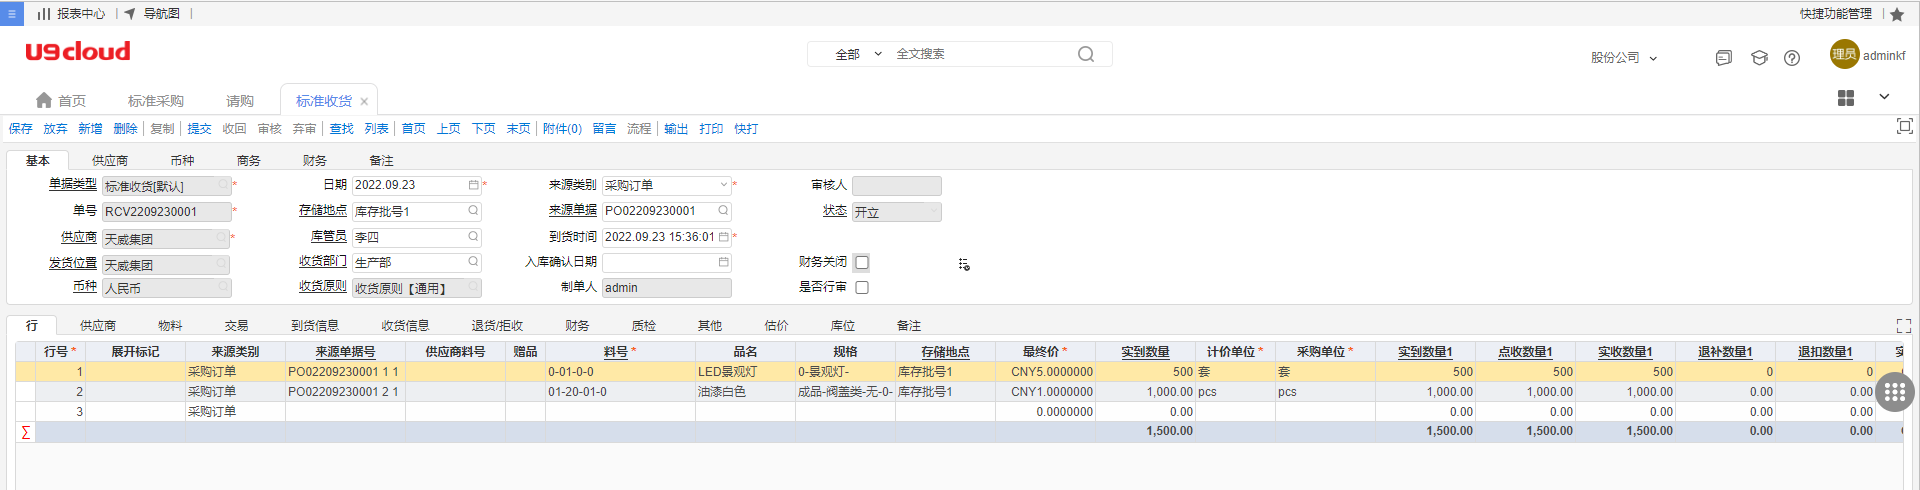 报表中心 | 导航图 | 快捷功能管理 |
U9cloud 全部 全文搜索 股份公司 理员 adminkf
首页 标准采购 请购 标准收货 ×
保存 放弃 新增 删除 复制 提交 收回 审核 弃审 查找 列表 首页 上页 下页 末页 附件(0) 留言 流程 输出 打印 快打
基本 供应商 币种 商务 财务 备注
单据类型 标准收货[默认] * 日期 2022.09.23 * 来源类别 采购订单 * 审核人
单号 RCV2209230001 * 存储地点 库存批号1 来源单据 PO02209230001 状态 开立
供应商 天威集团 * 库管员 李四 到货时间 2022.09.23 15:36:01 *
发货位置 天威集团 收货部门 生产部 入库确认日期 财务关闭
币种 人民币 收货原则 收货原则【通用】 制单人 admin 是否行审
行 供应商 物料 交易 到货信息 收货信息 退货/拒收 财务 质检 其他 估价 库位 备注
行号 * 展开标记 来源类别 来源单据号 供应商料号 赠品 料号 * 品名 规格 存储地点 最终价 * 实到数量 计价单位 * 采购单位 * 实到数量1 点收数量1 实收数量1 退补数量1 退扣数量1
1 采购订单 PO02209230001 1 1 0-01-0-0 LED景观灯 0-景观灯- 库存批号1 CNY5.0000000 500 套 套 500 500 500 0 0
2 采购订单 PO02209230001 2 1 01-20-01-0 油漆白色 成品-阀盖类-无-0- 库存批号1 CNY1.0000000 1,000.00 pcs pcs 1,000.00 1,000.00 1,000.00 0.00 0.00
3 采购订单 0.0000000 0.00 0.00 0.00 0.00 0.00 0.00
∑ 1,500.00 1,500.00 1,500.00 1,500.00 0.00 0.00